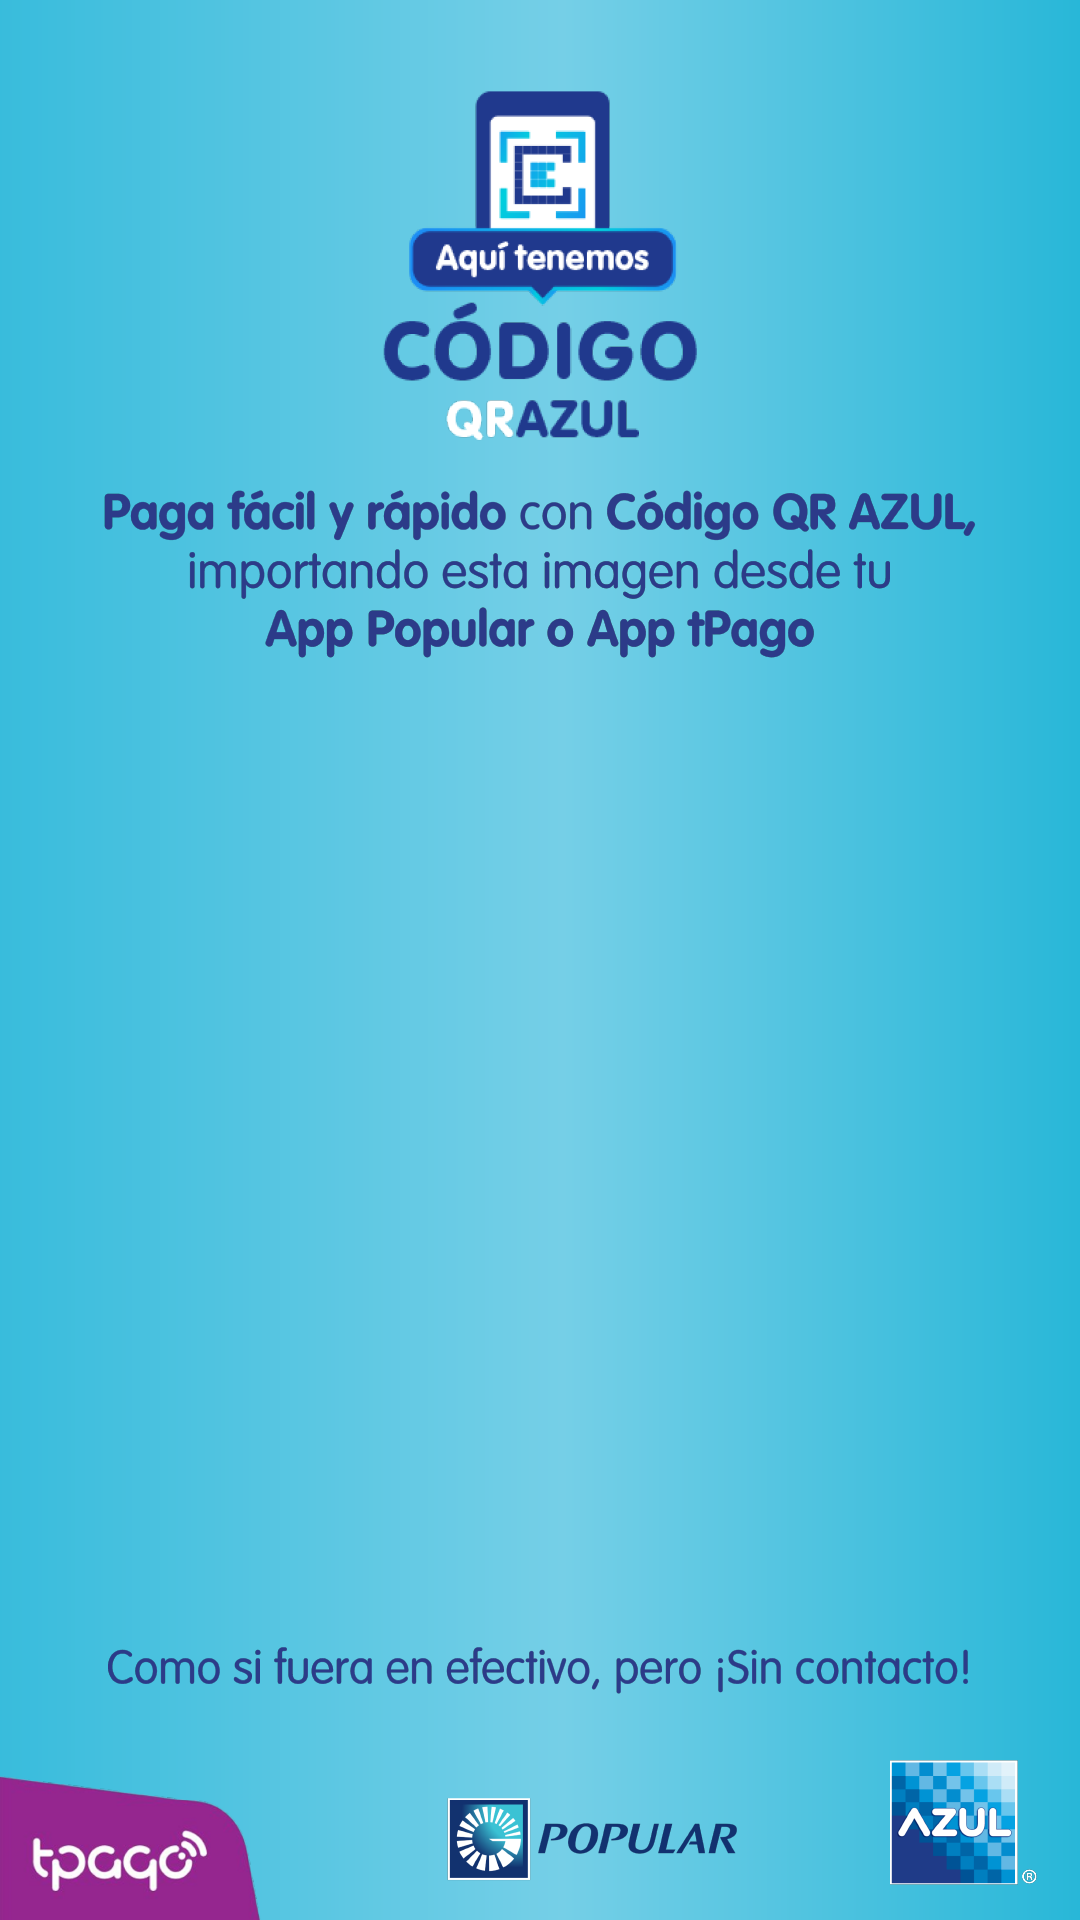 Aquí tenemos
CÓDIGO
QRAZUL
Paga fácil y rápido con Código QR AZUL,
importando esta imagen desde tu
App Popular o App tPago
Como si fuera en efectivo, pero ¡Sin contacto!
tpago
POPULAR
AZUL
®